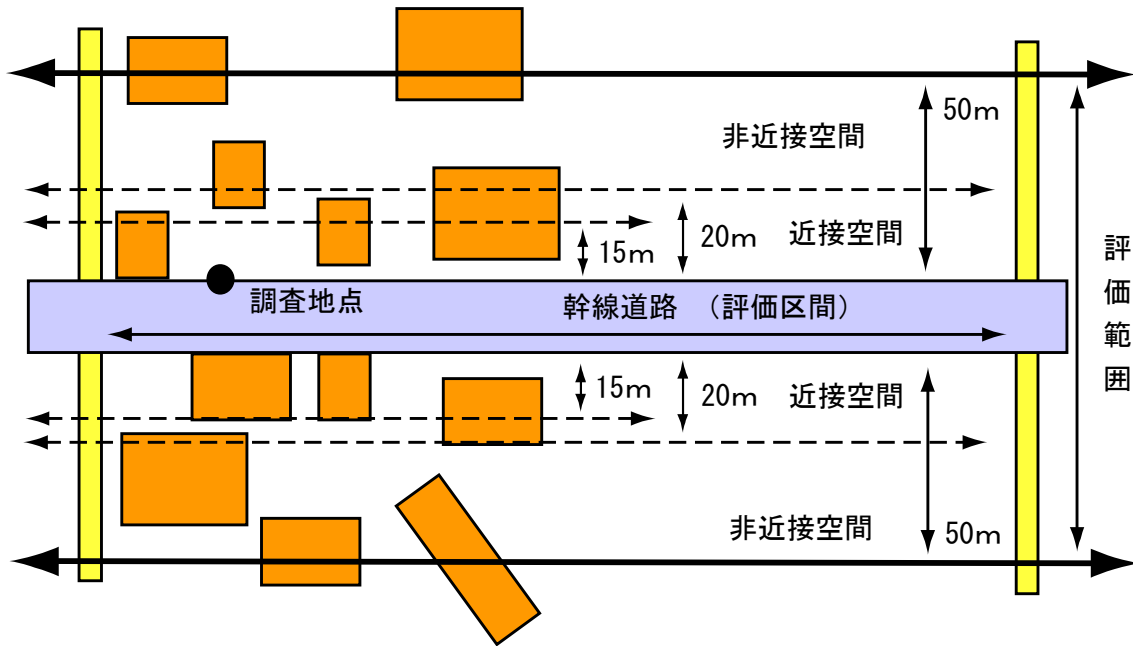 50m
非近接空間
20m
近接空間
15m
調査地点
幹線道路 （評価区間）
評価範囲
15m
20m
近接空間
非近接空間
50m